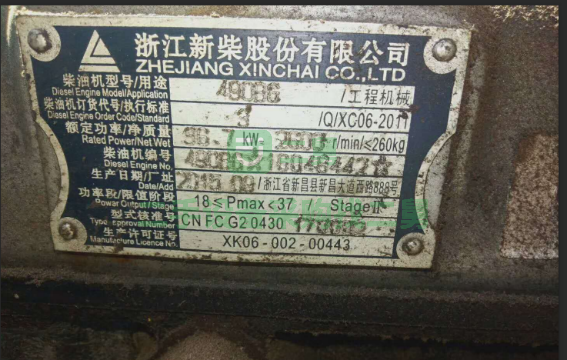 浙江新柴股份有限公司
ZHEJIANG XINCHAI CO.,LTD
柴油机型号/用途 /工程机械
Diesel Engine Model/Application
柴油机订货代号/执行标准 3 /Q/XC06-2011
Diesel Engine Order Code/Standard
额定功率/净质量 kw r/min/≤260kg
Rated Power/Net Wet
柴油机编号
Diesel Engine No.
生产日期/厂址 2015.09 /浙江省新昌县新昌大道西路888号
Date/Add
功率段/限值阶段 18≤Pmax<37 / Stage Ⅱ
Power Output / Stage
型式核准号 CN FC G2 0430
Type Approval Number
生产许可证号 XK06-002-00443
Manufacture Licence No.